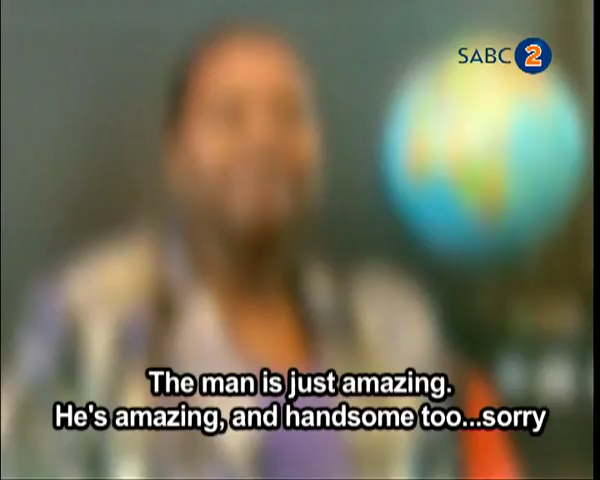 SABC 2
The man is just amazing.
He's amazing, and handsome too...sorry